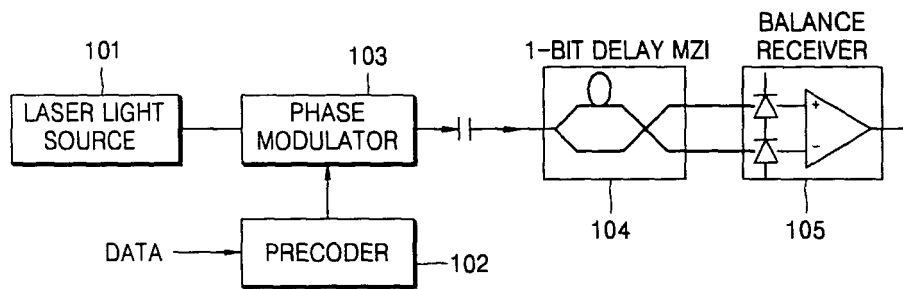 101
LASER LIGHT
SOURCE
103
PHASE
MODULATOR
DATA
PRECODER
102
1-BIT DELAY MZI
104
BALANCE
RECEIVER
+
-
105